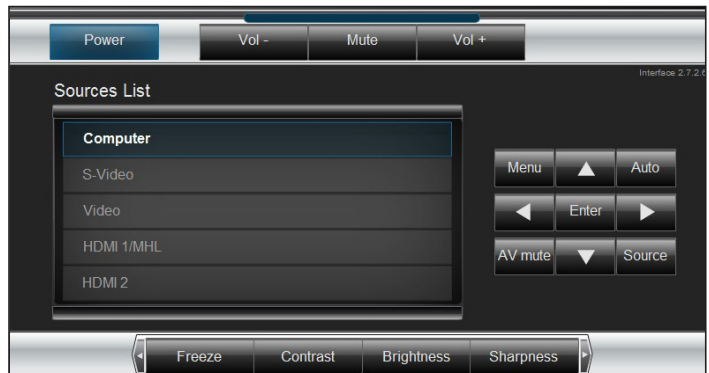 Power Vol - Mute Vol +
Interface 2.7.2.6
Sources List
Computer
S-Video
Video
HDMI 1/MHL
HDMI 2
Menu Auto
Enter
AV mute Source
Freeze Contrast Brightness Sharpness